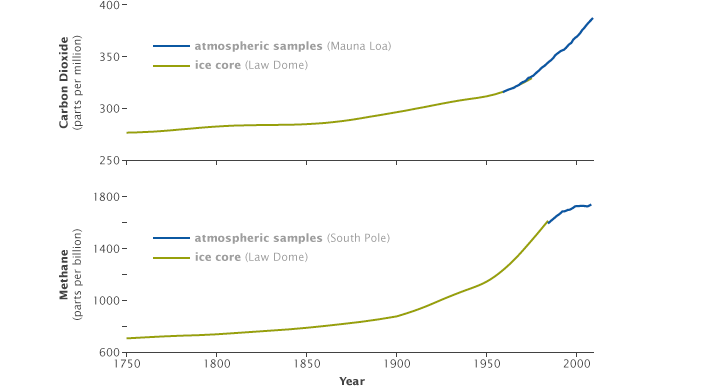 400
350
300
250
Carbon Dioxide
(parts per million)
atmospheric samples (Mauna Loa)
ice core (Law Dome)
1800
1400
1000
600
Methane
(parts per billion)
atmospheric samples (South Pole)
ice core (Law Dome)
1750 1800 1850 1900 1950 2000
Year